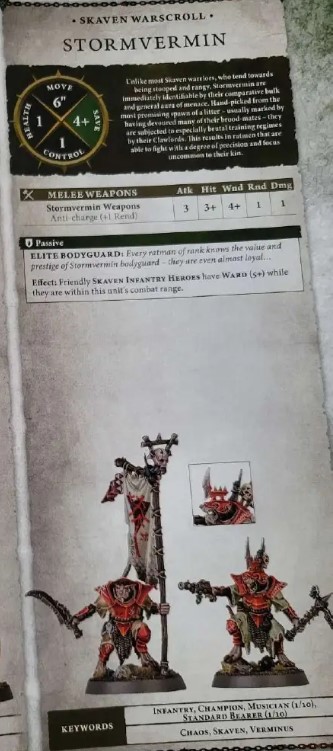 • SKAVEN WARSCROLL •
STORMVERMIN
MOVE
6"
HEALTH
1
4+
SAVE
1
CONTROL
Unlike most Skaven warriors, who tend towards
being stooped and range, Stormvermin are
immediately identifiable by their comparative bulk
and general aura of menace. Hand-picked from the
most promising spawn of a litter – usually marked by
having devoured many of their brood-mates – they
are subjected to especially brutal training regimes
by their Clawlords. This results in ratmen that are
able to fight with a degree of precision and focus
uncommon to their kin.
MELEE WEAPONS Atk Hit Wnd Rnd Dmg
Stormvermin Weapons 3 3+ 4+ 1 1
Anti-charge (+1 Rend)
Passive
ELITE BODYGUARD: Every ratman of rank knows the value and
prestige of Stormvermin bodyguard – they are even almost loyal...
Effect: Friendly SKAVEN INFANTRY HEROES have WARD (5+) while
they are within this unit's combat range.
KEYWORDS
INFANTRY, CHAMPION, MUSICIAN (1/10),
STANDARD BEARER (1/10)
CHAOS, SKAVEN, VERMINUS